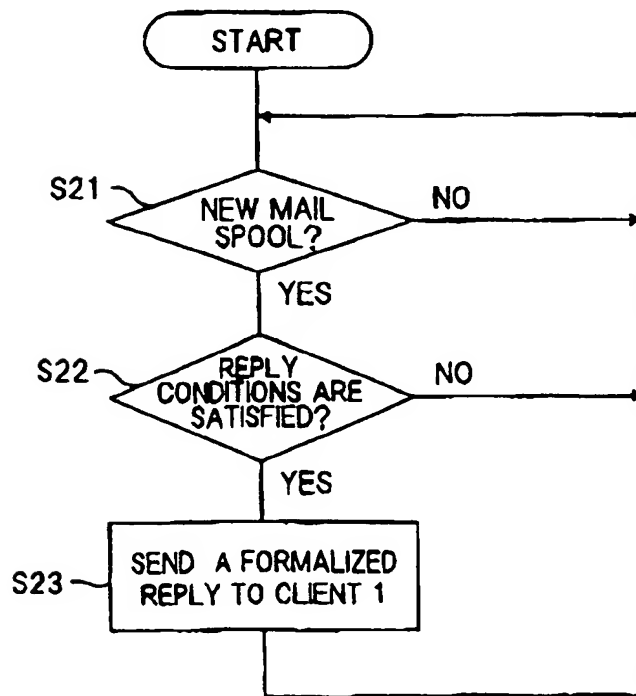 START
S21
NEW MAIL
SPOOL?
NO
YES
S22
REPLY
CONDITIONS ARE
SATISFIED?
NO
YES
S23
SEND A FORMALIZED
REPLY TO CLIENT 1